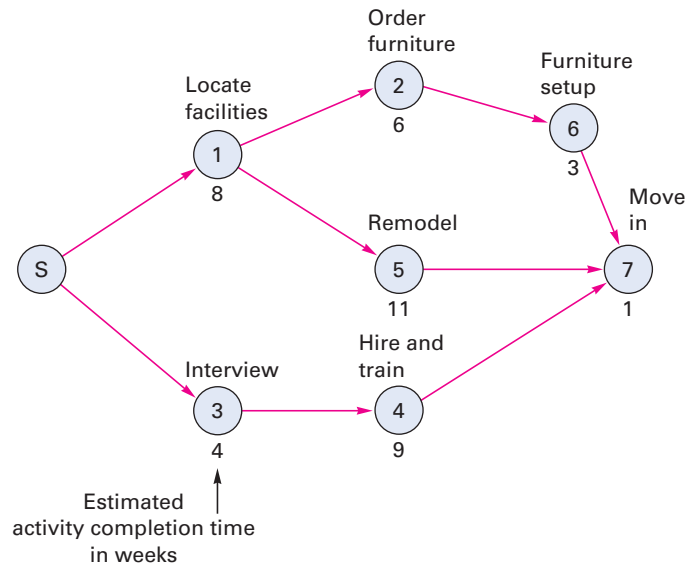 Order
furniture
2
6
Furniture
setup
6
3
Locate
facilities
1
8
Move
in
7
1
Remodel
5
11
S
Interview
3
4
Hire and
train
4
9
Estimated
activity completion time
in weeks